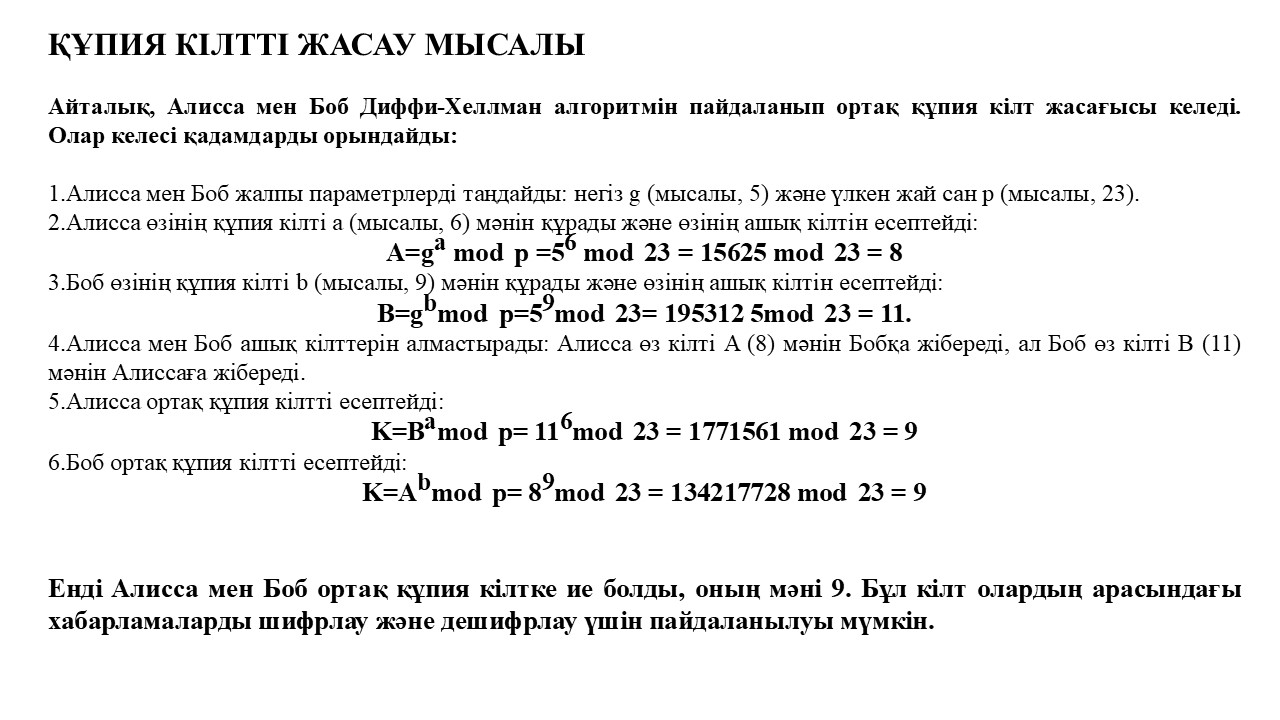 ҚҰПИЯ КІЛТТІ ЖАСАУ МЫСАЛЫ
Айталық, Алисса мен Боб Диффи-Хеллман алгоритмін пайдаланып ортақ құпия кілт жасағысы келеді.
Олар келесі қадамдарды орындайды:
1.Алисса мен Боб жалпы параметрлерді таңдайды: негіз g (мысалы, 5) және үлкен жай сан p (мысалы, 23).
2.Алисса өзінің құпия кілті a (мысалы, 6) мәнін құрады және өзінің ашық кілтін есептейді:
A=g^a mod p =5^6 mod 23 = 15625 mod 23 = 8
3.Боб өзінің құпия кілті b (мысалы, 9) мәнін құрады және өзінің ашық кілтін есептейді:
B=g^b mod p=5^9 mod 23= 195312 5mod 23 = 11.
4.Алисса мен Боб ашық кілттерін алмастырады: Алисса өз кілті A (8) мәнін Бобқа жібереді, ал Боб өз кілті B (11)
мәнін Алиссаға жібереді.
5.Алисса ортақ құпия кілтті есептейді:
K=B^a mod p= 11^6 mod 23 = 1771561 mod 23 = 9
6.Боб ортақ құпия кілтті есептейді:
K=A^b mod p= 8^9 mod 23 = 134217728 mod 23 = 9
Енді Алисса мен Боб ортақ құпия кілтке ие болды, оның мәні 9. Бұл кілт олардың арасындағы
хабарламаларды шифрлау және дешифрлау үшін пайдаланылуы мүмкін.